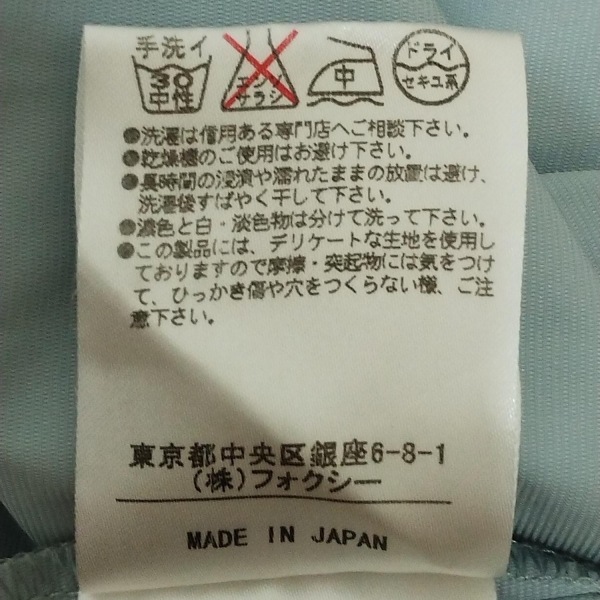 手洗イ
30
中性
エンソ
サラシ
中
ドライ
セキユ系
●洗濯は信用ある専門店へご相談下さい。
●乾燥機のご使用はお避け下さい。
●長時間の浸漬や濡れたままの放置は避け、
洗濯後すばやく干して下さい。
●濃色と白・淡色物は分けて洗って下さい。
●この製品には、デリケートな生地を使用し
ておりますので摩擦・突起物には気をつけ
て、ひっかき傷や穴をつくらない様、ご注
意下さい。
東京都中央区銀座6-8-1
(株)フォクシー
MADE IN JAPAN